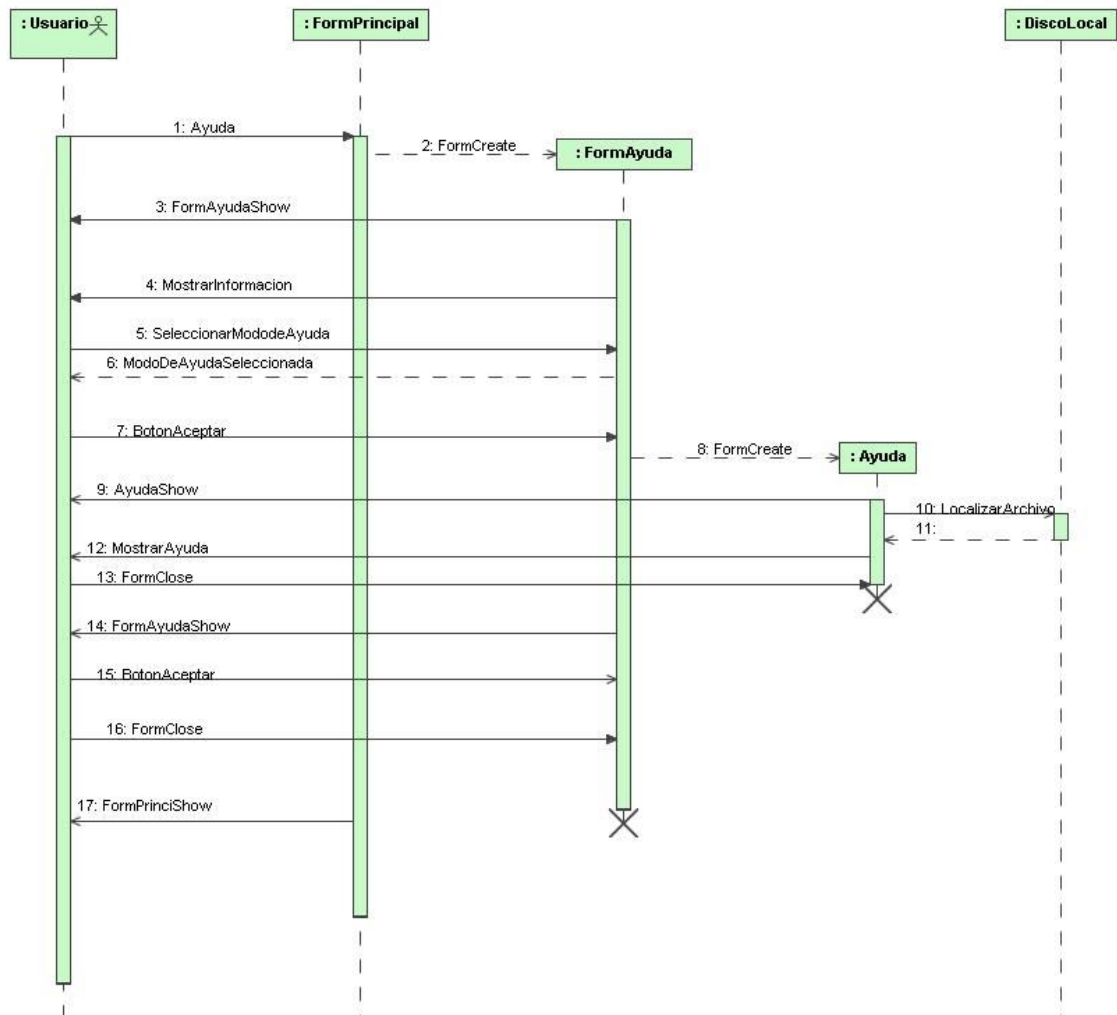 : Usuario
: FormPrincipal
: DiscoLocal
1: Ayuda
2: FormCreate
: FormAyuda
3: FormAyudaShow
4: MostrarInformacion
5: SeleccionarMododeAyuda
6: ModoDeAyudaSeleccionada
7: BotonAceptar
8: FormCreate
: Ayuda
9: AyudaShow
10: LocalizarArchivo
11:
12: MostrarAyuda
13: FormClose
14: FormAyudaShow
15: BotonAceptar
16: FormClose
17: FormPrinciShow